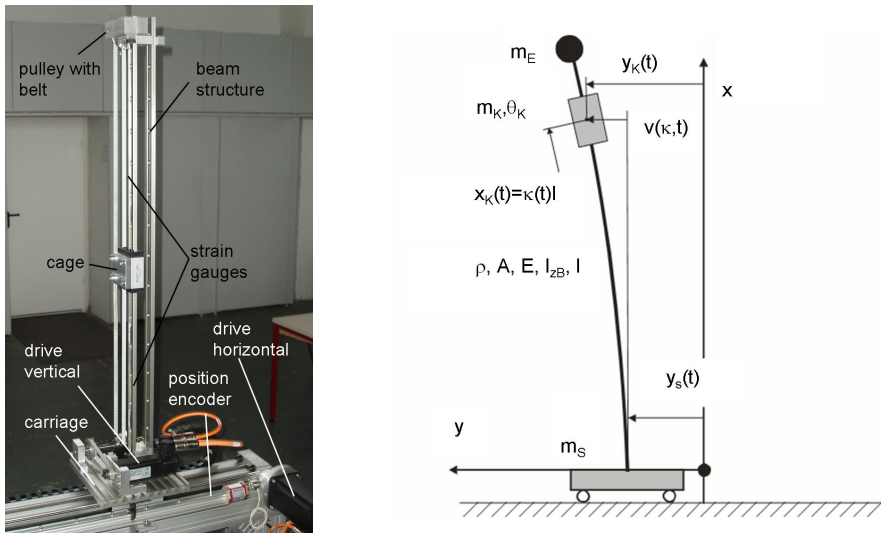 pulley with
belt
beam
structure
cage
strain
gauges
drive
vertical
drive
horizontal
position
encoder
carriage
m_E
y_K(t)
x
m_K,θ_K
v(κ,t)
x_K(t)=κ(t)l
ρ, A, E, I_zB, l
y_s(t)
y
m_S